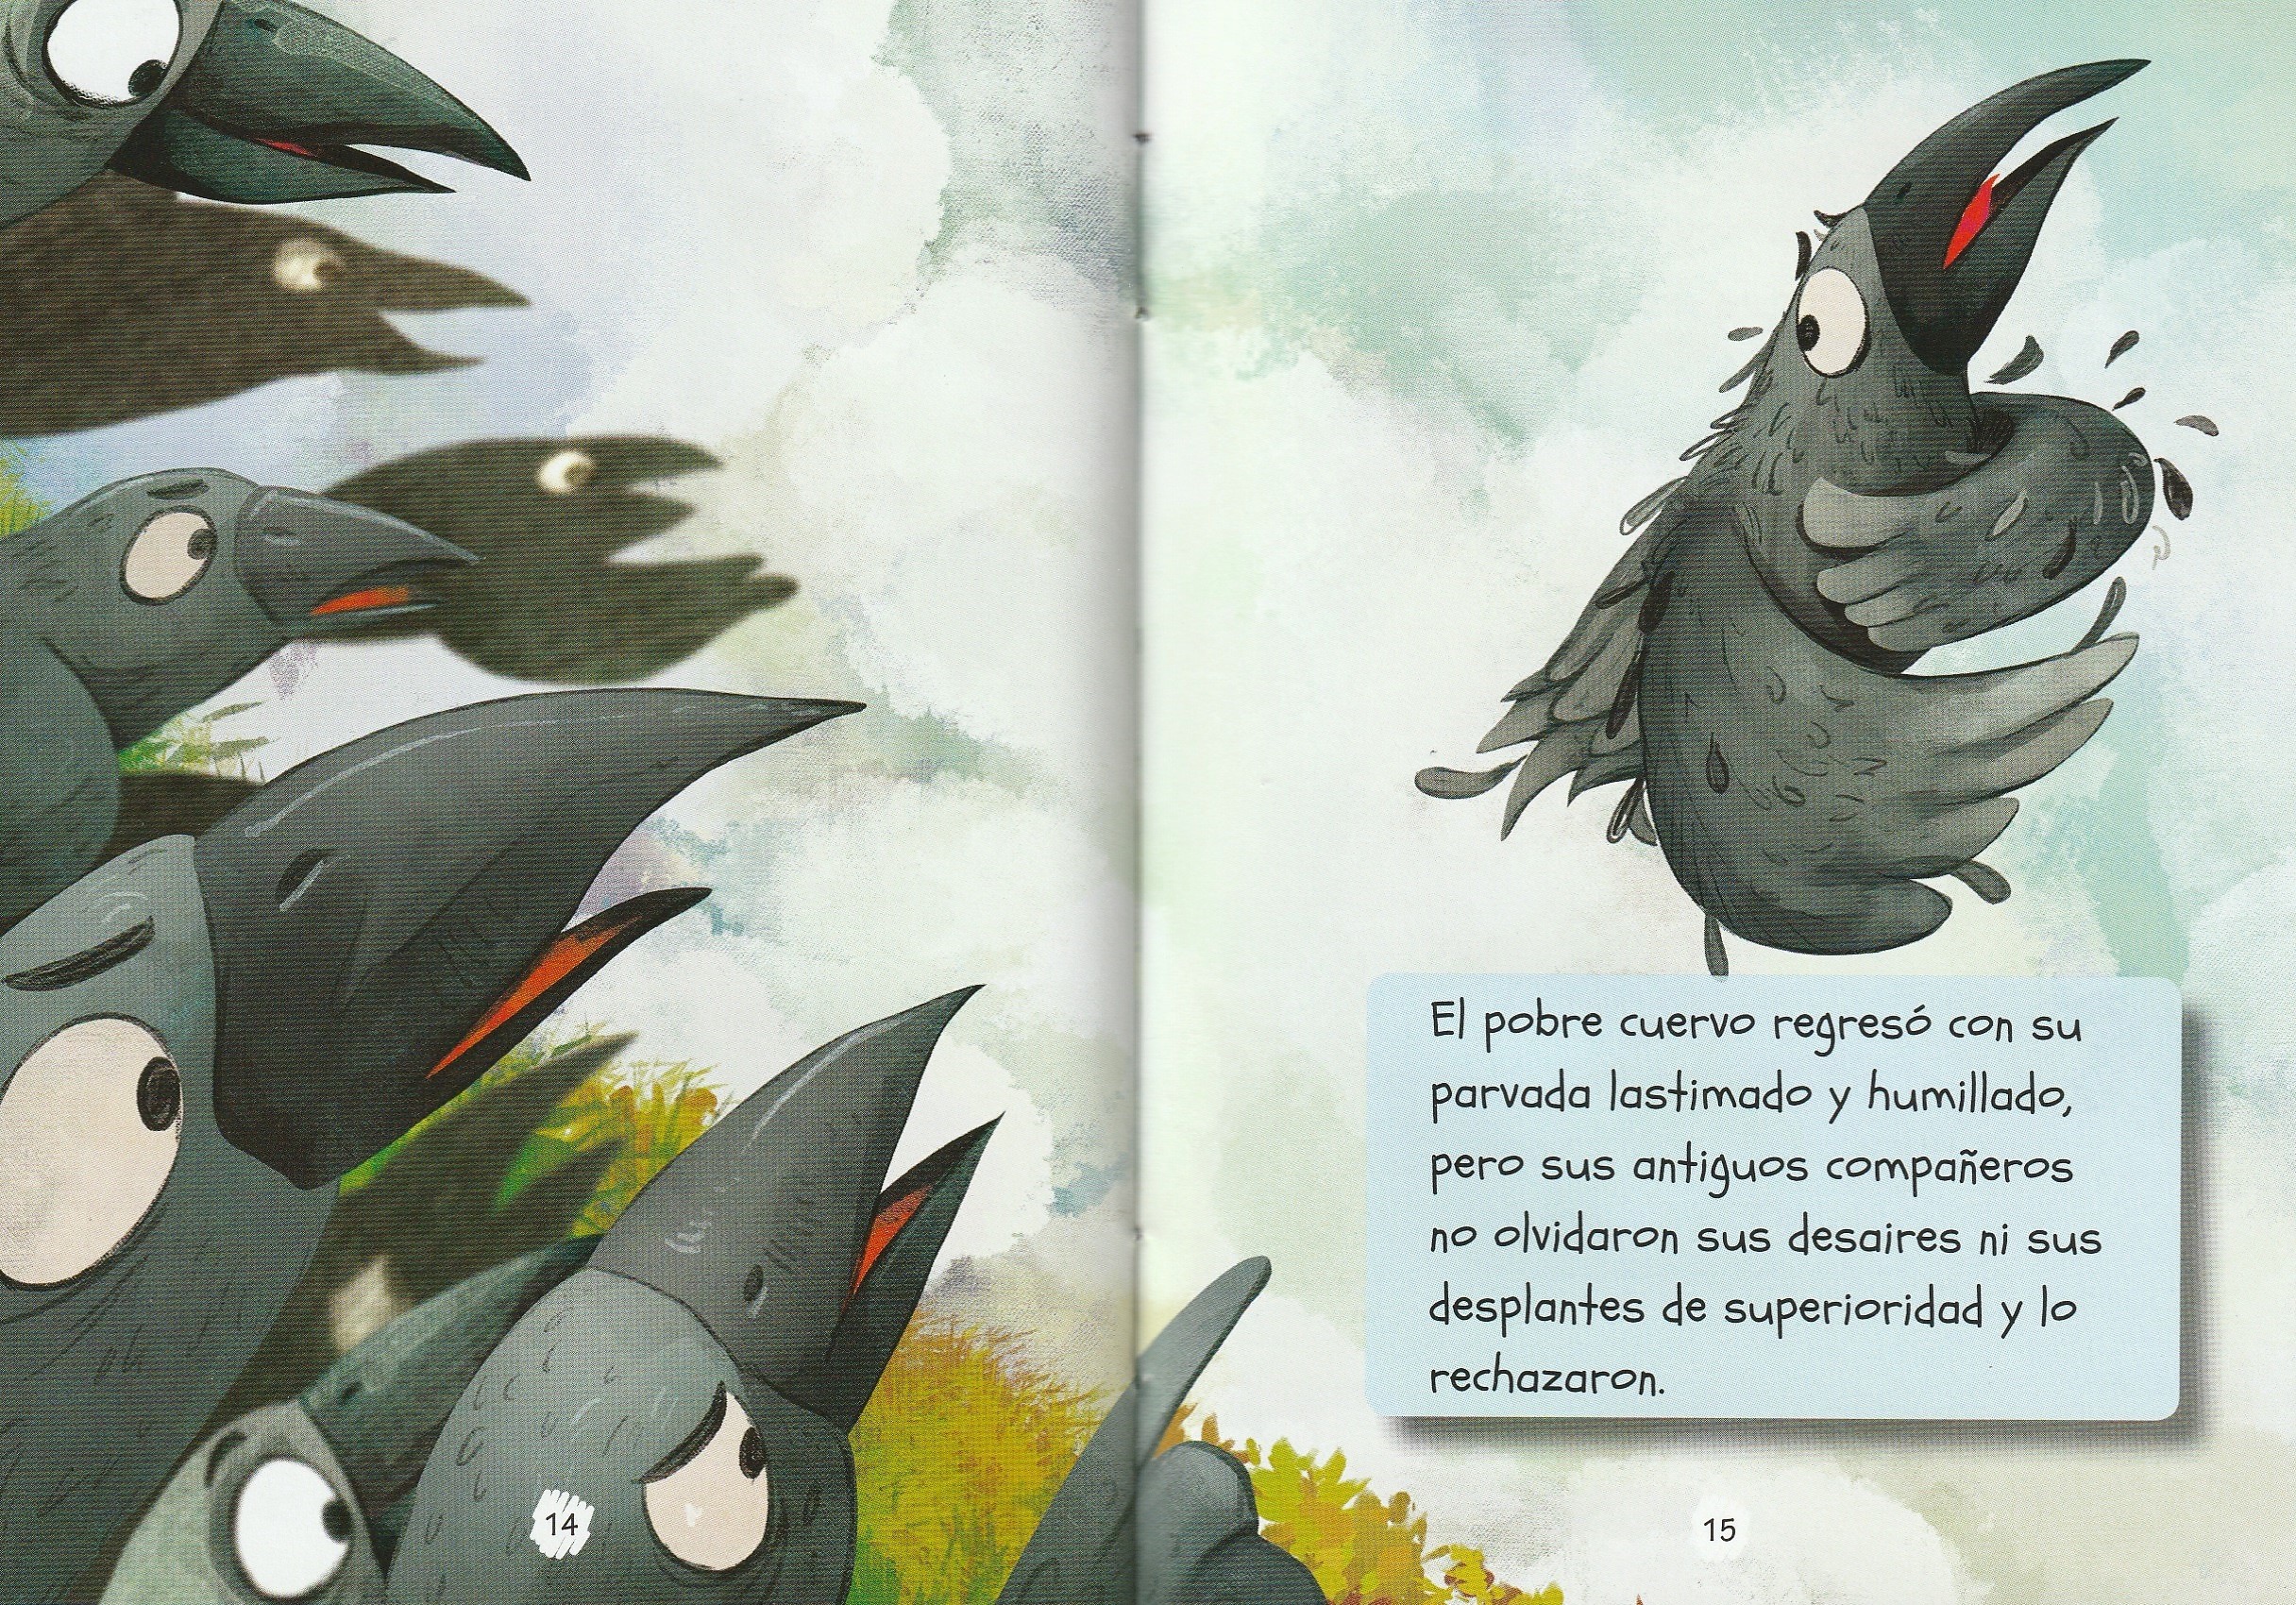 El pobre cuervo regresó con su
parvada lastimado y humillado,
pero sus antiguos compañeros
no olvidaron sus desaires ni sus
desplantes de superioridad y lo
rechazaron.
14
15